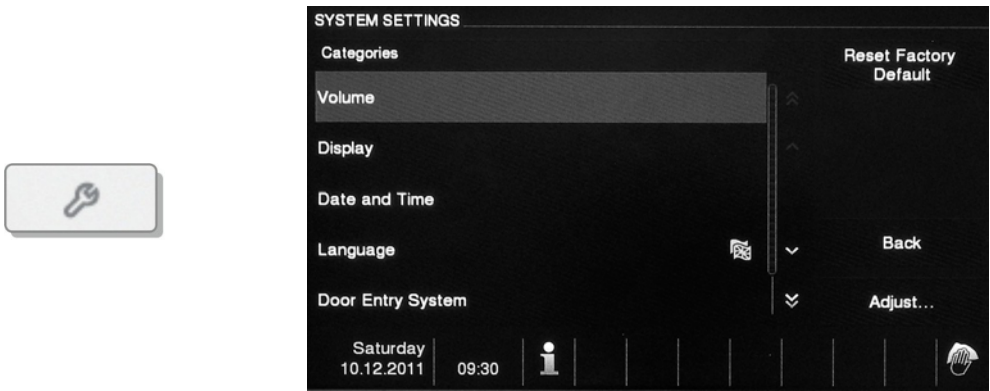 SYSTEM SETTINGS
Categories
Reset Factory
Default
Volume
Display
Date and Time
Language
Back
Door Entry System
Adjust...
Saturday
10.12.2011
09:30